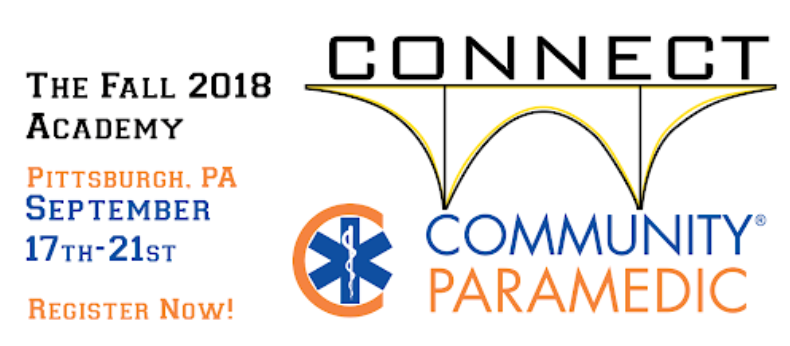 The Fall 2018
Academy
Pittsburgh, PA
September
17th-21st
Register Now!
CONNECT
COMMUNITY®
PARAMEDIC